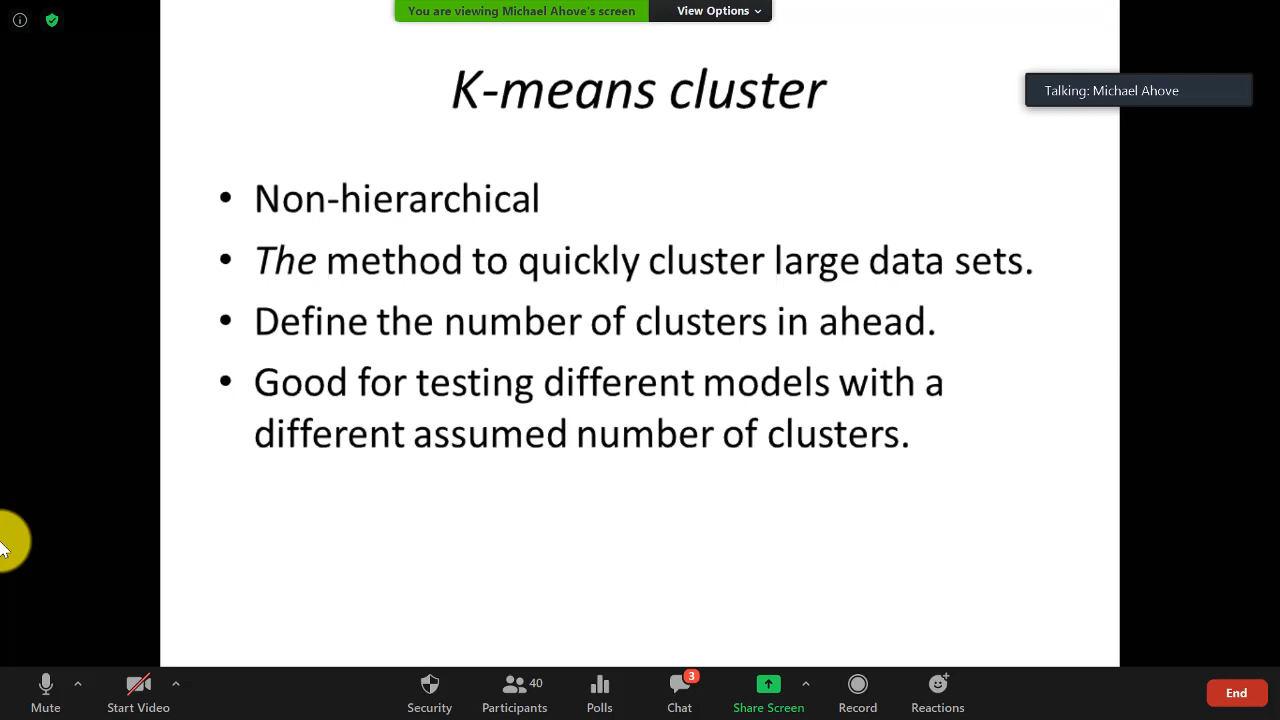 You are viewing Michael Ahove's screen
View Options
K-means cluster
Talking: Michael Ahove
• Non-hierarchical
• The method to quickly cluster large data sets.
• Define the number of clusters in ahead.
• Good for testing different models with a
different assumed number of clusters.
Mute
Start Video
Security
40
Participants
Polls
3
Chat
Share Screen
Record
Reactions
End